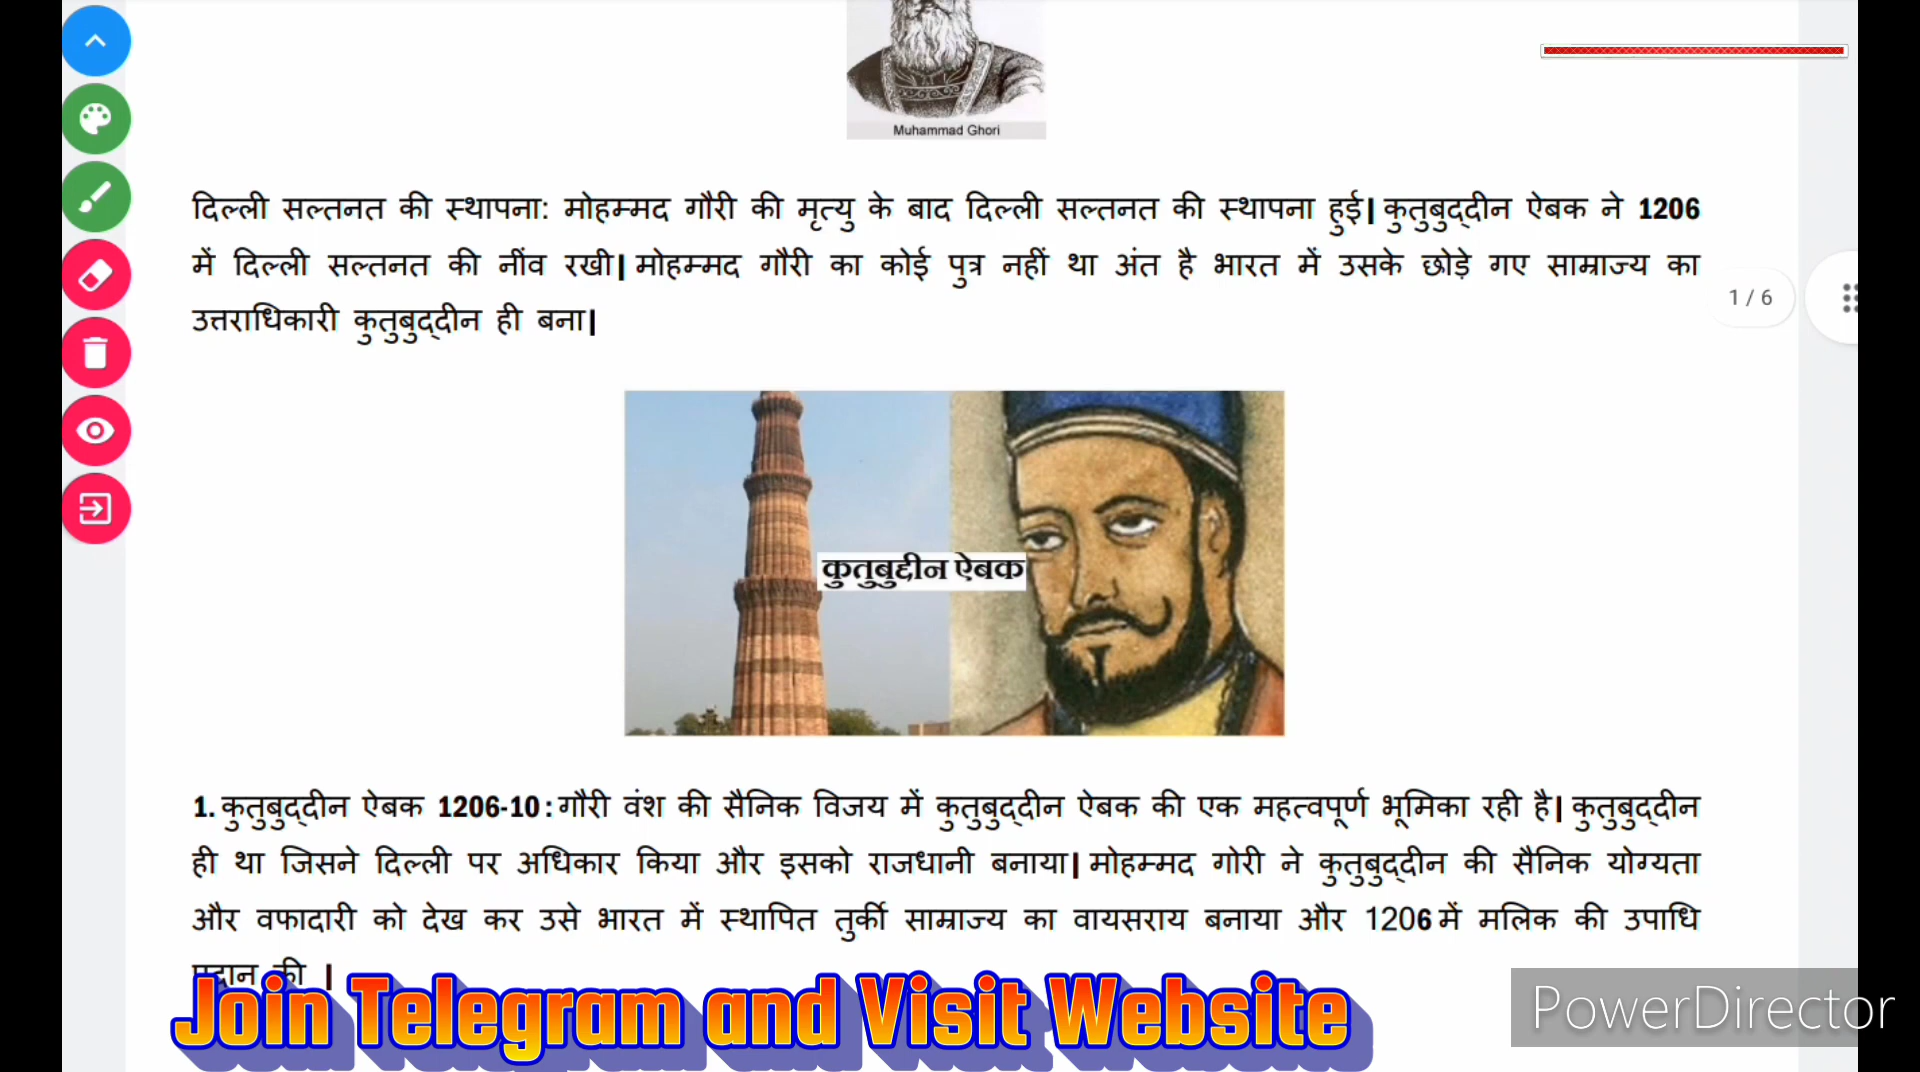 Muhammad Ghori
दिल्ली सल्तनत की स्थापना: मोहम्मद गौरी की मृत्यु के बाद दिल्ली सल्तनत की स्थापना हुई| कुतुबुद्दीन ऐबक ने 1206
में दिल्ली सल्तनत की नींव रखी| मोहम्मद गौरी का कोई पुत्र नहीं था अंत है भारत में उसके छोड़े गए साम्राज्य का
1 / 6
उत्तराधिकारी कुतुबुद्दीन ही बना|
कुतुबुद्दीन ऐबक
1. कुतुबुद्दीन ऐबक 1206-10 : गौरी वंश की सैनिक विजय में कुतुबुद्दीन ऐबक की एक महत्वपूर्ण भूमिका रही है| कुतुबुद्दीन
ही था जिसने दिल्ली पर अधिकार किया और इसको राजधानी बनाया| मोहम्मद गोरी ने कुतुबुद्दीन की सैनिक योग्यता
और वफादारी को देख कर उसे भारत में स्थापित तुर्की साम्राज्य का वायसराय बनाया और 1206 में मलिक की उपाधि
प्रदान की |
Join Telegram and Visit Website
PowerDirector